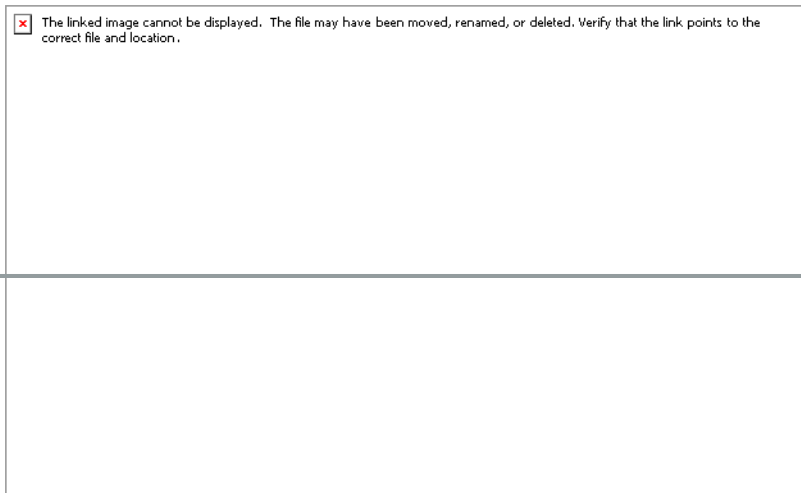 The linked image cannot be displayed. The file may have been moved, renamed, or deleted. Verify that the link points to the
correct file and location.